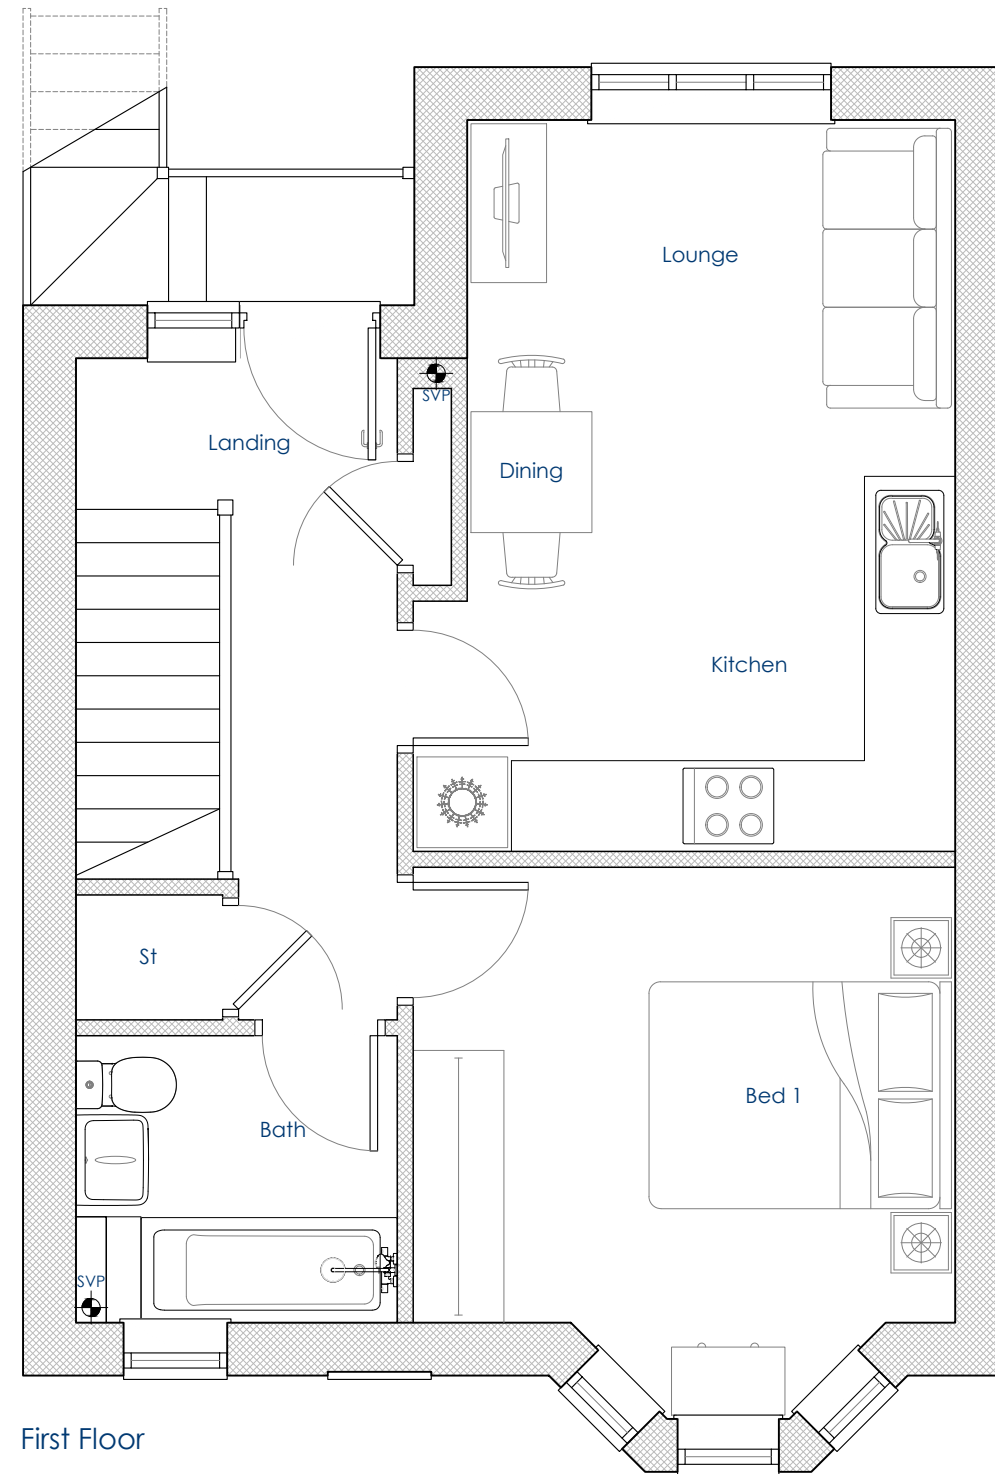 Lounge
SVP
Landing
Dining
Kitchen
St
Bed 1
Bath
SVP
First Floor